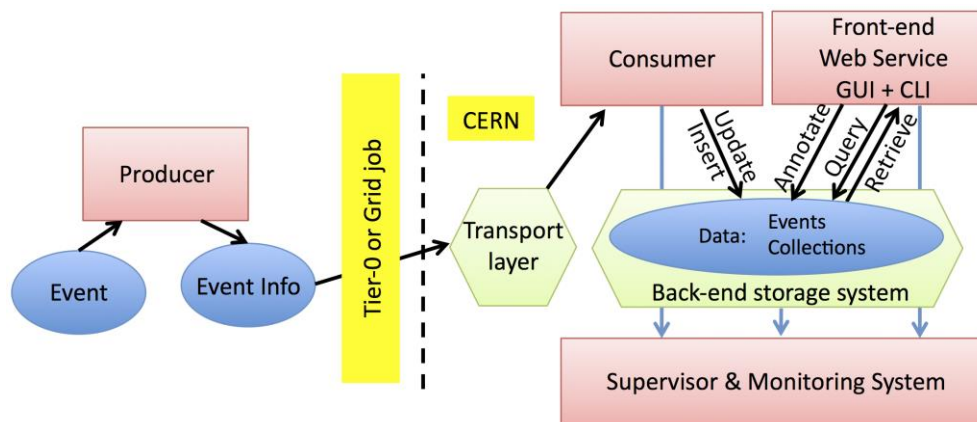 Producer
Event
Event Info
Tier-0 or Grid job
CERN
Transport
layer
Consumer
Front-end
Web Service
GUI + CLI
Update
Insert
Annotate
Query
Retrieve
Data: Events
Collections
Back-end storage system
Supervisor & Monitoring System